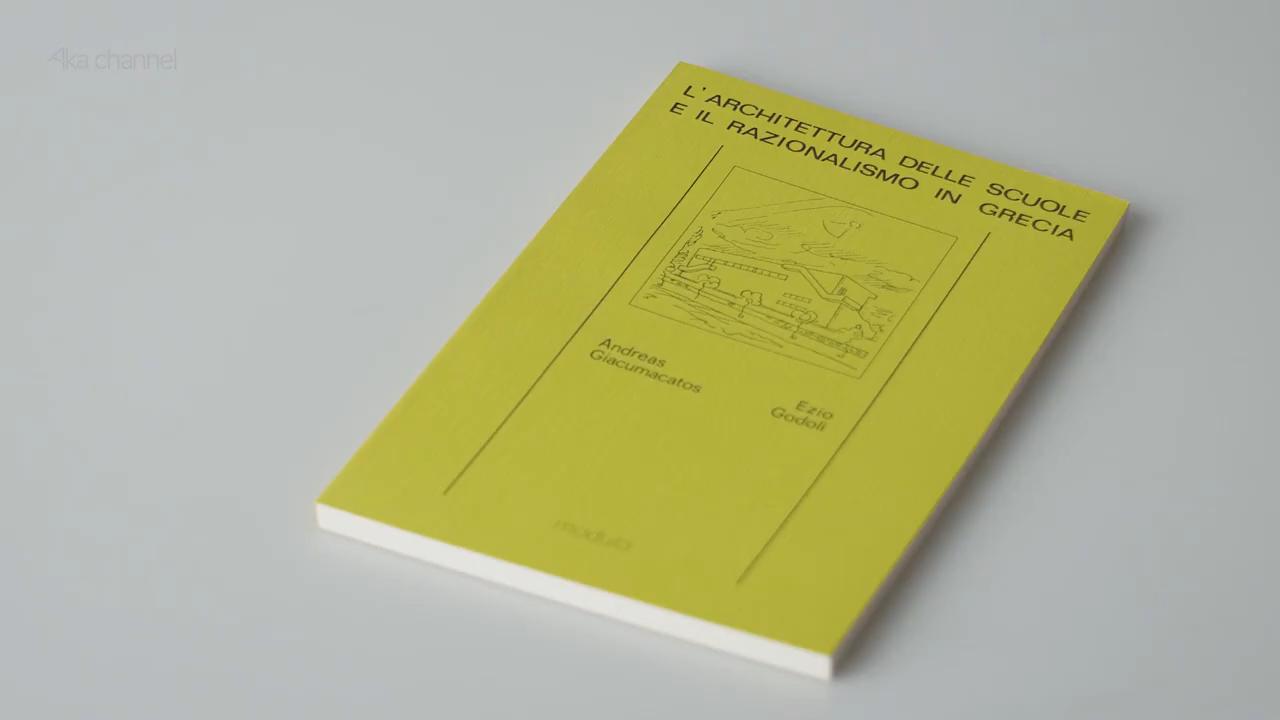 Aka channel
L'ARCHITETTURA DELLE SCUOLE
E IL RAZIONALISMO IN GRECIA
Andreas
Giacumacatos
Ezio
Godoli
modulo